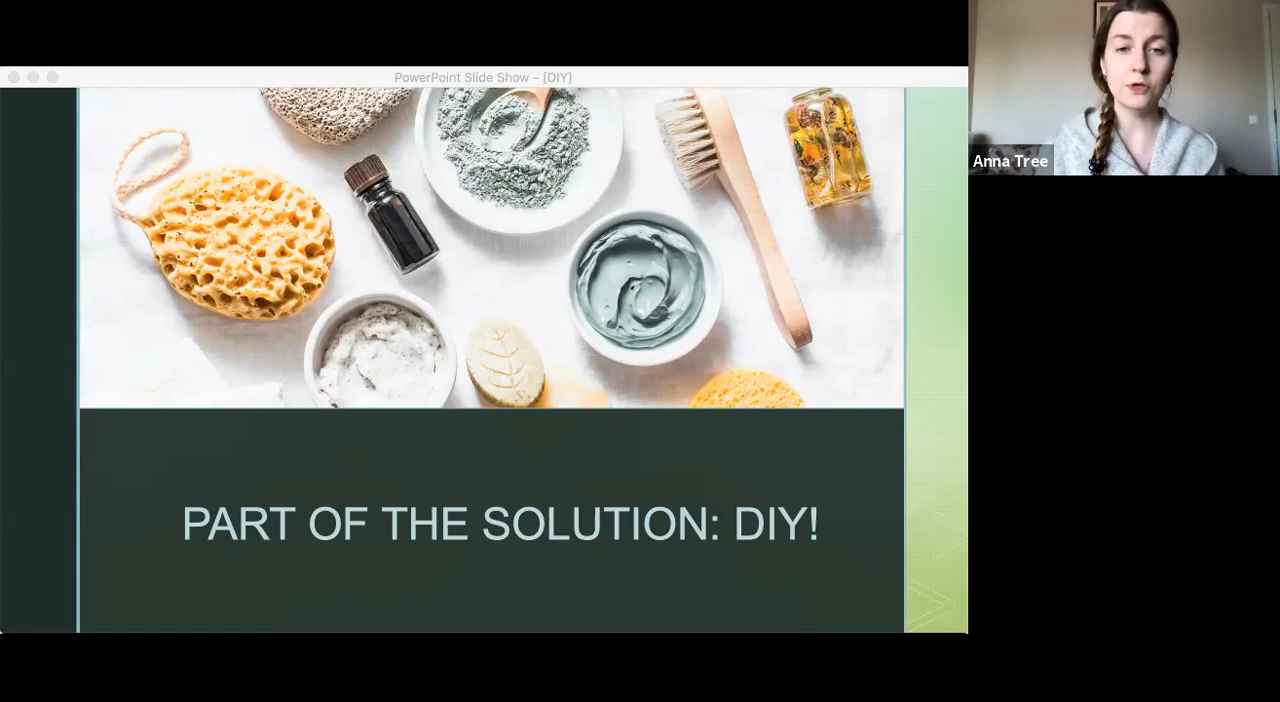 PowerPoint Slide Show – [DIY]
Anna Tree
PART OF THE SOLUTION: DIY!